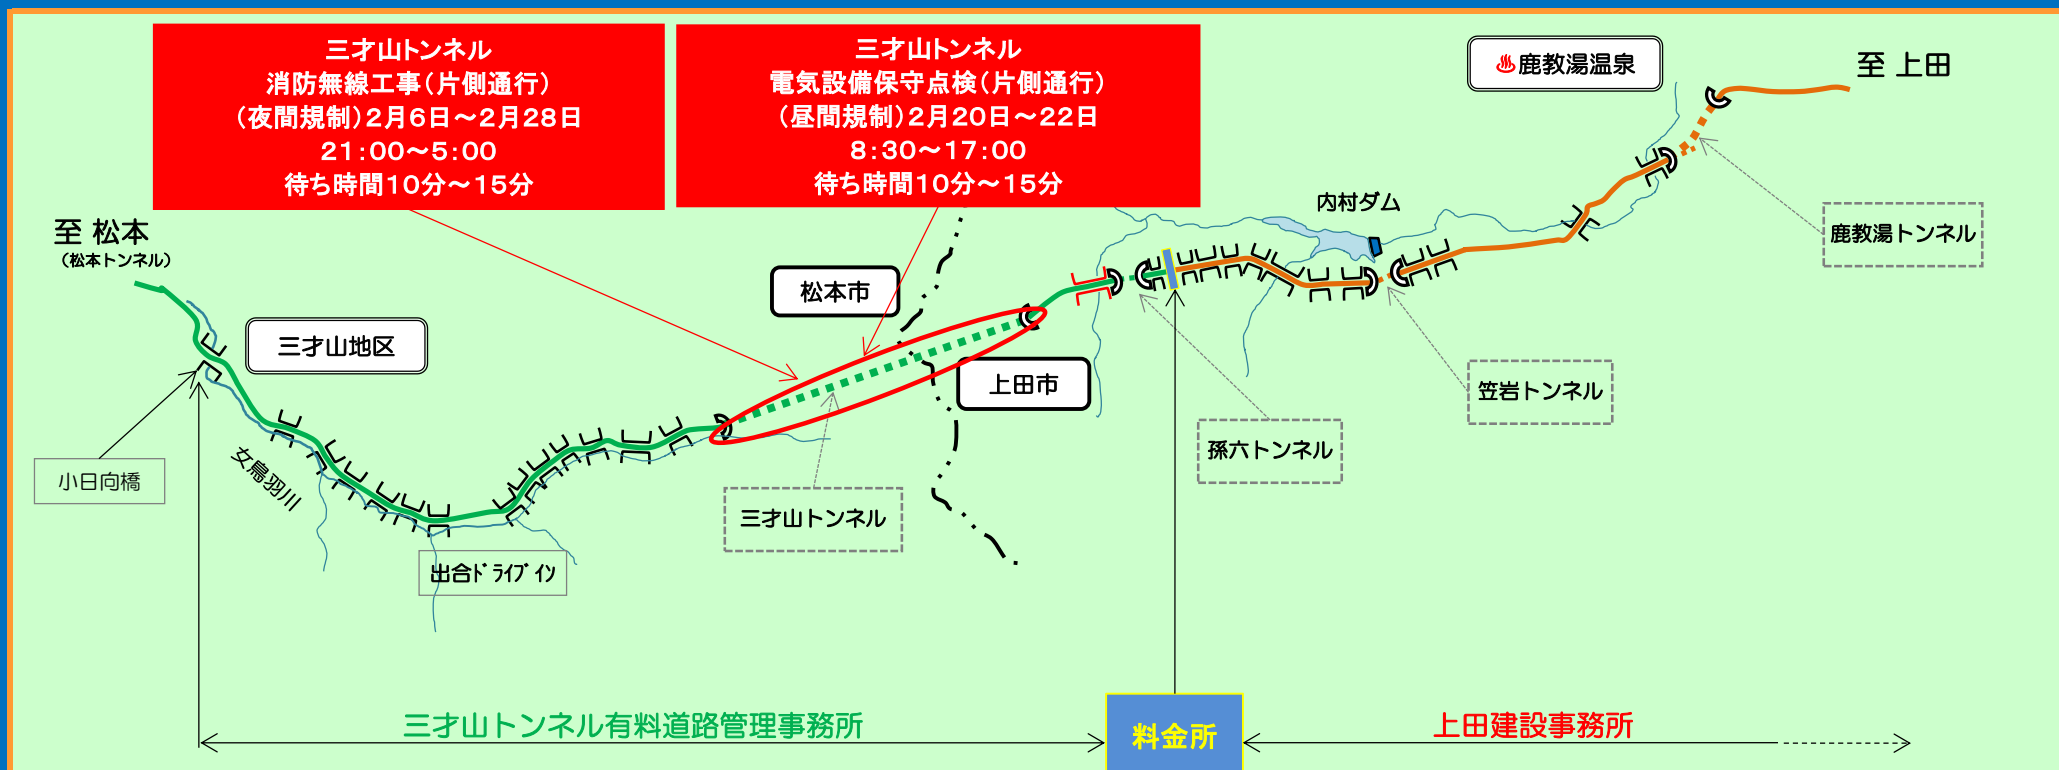 三才山トンネル
消防無線工事(片側通行)
(夜間規制)2月6日~2月28日
21:00~5:00
待ち時間10分~15分
三才山トンネル
電気設備保守点検(片側通行)
(昼間規制)2月20日~22日
8:30~17:00
待ち時間10分~15分
♨鹿教湯温泉
至 上田
至 松本
(松本トンネル)
内村ダム
鹿教湯トンネル
松本市
三才山地区
上田市
笠岩トンネル
孫六トンネル
女鳥羽川
小日向橋
三才山トンネル
出合ドライブイン
三才山トンネル有料道路管理事務所
料金所
上田建設事務所